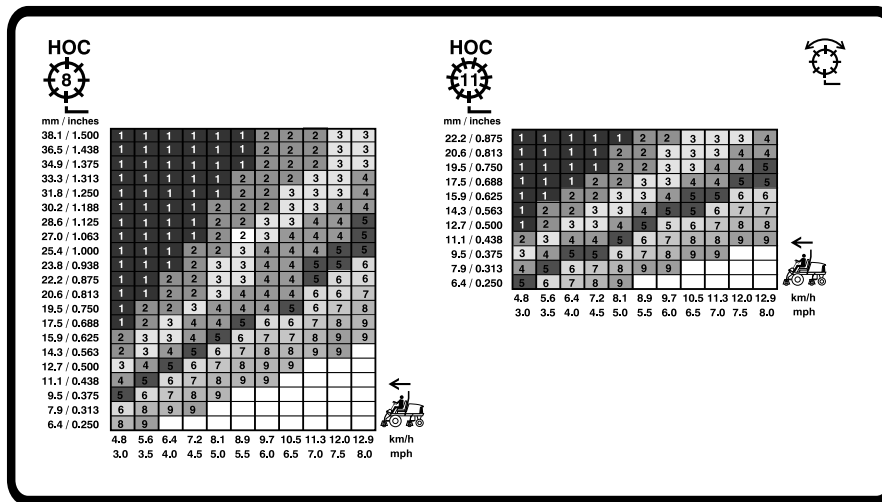 HOC
8
mm / inches
38.1 / 1.500 1 1 1 1 1 1 2 2 2 3 3
36.5 / 1.438 1 1 1 1 1 1 2 2 2 3 3
34.9 / 1.375 1 1 1 1 1 1 2 2 2 3 3
33.3 / 1.313 1 1 1 1 1 2 2 2 3 3 4
31.8 / 1.250 1 1 1 1 1 2 2 3 3 3 4
30.2 / 1.188 1 1 1 1 2 2 2 3 3 4 4
28.6 / 1.125 1 1 1 1 2 2 3 3 4 4 5
27.0 / 1.063 1 1 1 1 2 2 3 3 4 4 5
25.4 / 1.000 1 1 1 2 2 3 3 4 4 5 5
23.8 / 0.938 1 1 1 2 3 3 4 4 5 5 6
22.2 / 0.875 1 1 2 2 3 3 4 4 5 6 6
20.6 / 0.813 1 1 2 2 3 3 4 4 6 6 7
19.5 / 0.750 1 2 2 3 4 4 4 5 6 7 8
17.5 / 0.688 1 2 3 4 4 5 6 6 7 8 9
15.9 / 0.625 2 3 3 4 5 6 7 7 8 9 9
14.3 / 0.563 2 3 4 5 6 7 8 8 9 9
12.7 / 0.500 3 4 5 6 7 8 9 9
11.1 / 0.438 4 5 6 7 8 9 9
9.5 / 0.375 5 6 7 8 9
7.9 / 0.313 6 8 9 9
6.4 / 0.250 8 9
4.8 5.6 6.4 7.2 8.1 8.9 9.7 10.5 11.3 12.0 12.9 km/h
3.0 3.5 4.0 4.5 5.0 5.5 6.0 6.5 7.0 7.5 8.0 mph
HOC
11
mm / inches
22.2 / 0.875 1 1 1 1 1 2 2 3 3 3 4
20.6 / 0.813 1 1 1 1 2 2 3 3 3 4 4
19.5 / 0.750 1 1 1 1 2 2 3 3 4 4 5
17.5 / 0.688 1 1 1 2 2 3 3 4 4 5 5
15.9 / 0.625 1 1 2 2 3 3 4 5 5 6 6
14.3 / 0.563 1 2 2 3 3 4 5 5 6 7 7
12.7 / 0.500 1 2 3 3 4 5 5 6 7 8 8
11.1 / 0.438 2 3 4 4 5 6 7 8 8 9 9
9.5 / 0.375 3 4 5 5 6 7 8 9 9
7.9 / 0.313 4 5 6 7 8 9 9
6.4 / 0.250 5 6 7 8 9
4.8 5.6 6.4 7.2 8.1 8.9 9.7 10.5 11.3 12.0 12.9 km/h
3.0 3.5 4.0 4.5 5.0 5.5 6.0 6.5 7.0 7.5 8.0 mph